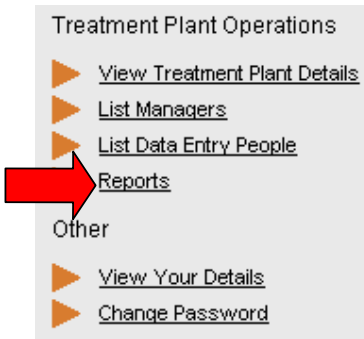 Treatment Plant Operations
View Treatment Plant Details
List Managers
List Data Entry People
Reports
Other
View Your Details
Change Password